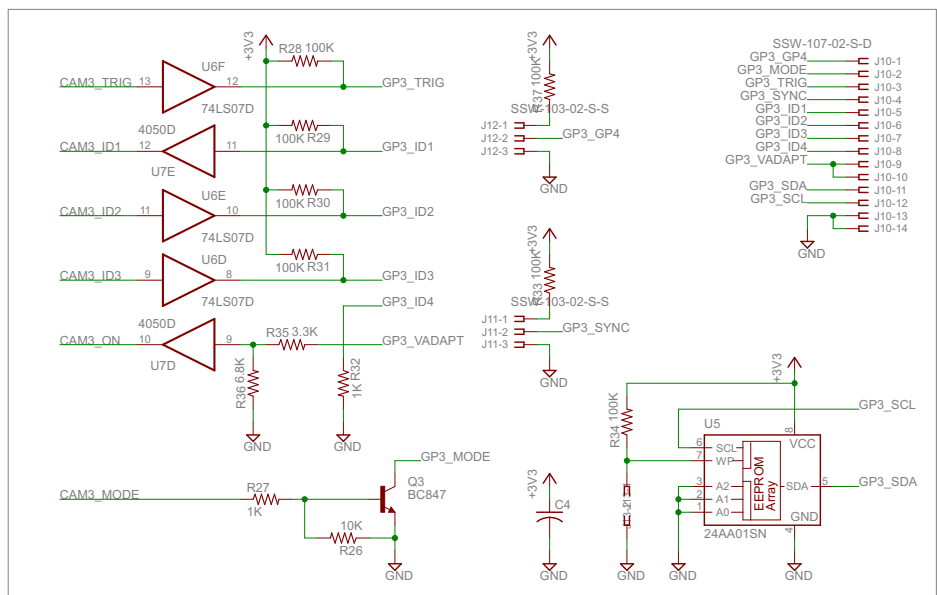 +3V3
R28 100K
U6F
CAM3_TRIG 13 12 GP3_TRIG
74LS07D
4050D
100K R29
CAM3_ID1 12 11 GP3_ID1
U7E
U6E
100K R30
CAM3_ID2 11 10 GP3_ID2
74LS07D
U6D
100K R31
CAM3_ID3 9 8 GP3_ID3
74LS07D
GP3_ID4
4050D
R35 3.3K
CAM3_ON 10 9 GP3_VADAPT
U7D
R36 6.8K
1K R32
GND
GND
GP3_MODE
Q3
BC847
R27
CAM3_MODE
1K
10K
R26
GND
+3V3
R37 100K
SSW-103-02-S-S
J12-1
J12-2 GP3_GP4
J12-3
GND
+3V3
R33 100K
SSW-103-02-S-S
J11-1
J11-2 GP3_SYNC
J11-3
GND
+3V3
C4
GND
SSW-107-02-S-D
GP3_GP4 J10-1
GP3_MODE J10-2
GP3_TRIG J10-3
GP3_SYNC J10-4
GP3_ID1 J10-5
GP3_ID2 J10-6
GP3_ID3 J10-7
GP3_ID4 J10-8
GP3_VADAPT J10-9
J10-10
GP3_SDA J10-11
GP3_SCL J10-12
J10-13
J10-14
GND
+3V3
R34 100K
GP3_SCL
U5
8
VCC
6 SCL
7 WP
EEPROM
Array
3 A2
2 A1
1 A0
SDA 5 GP3_SDA
GND
4
24AA01SN
GND
GND
GND